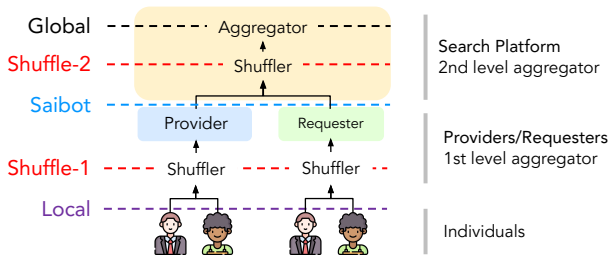 Global
Aggregator
Shuffle-2
Shuffler
Search Platform
2nd level aggregator
Saibot
Provider
Requester
Providers/Requesters
1st level aggregator
Shuffle-1
Shuffler
Shuffler
Local
Individuals